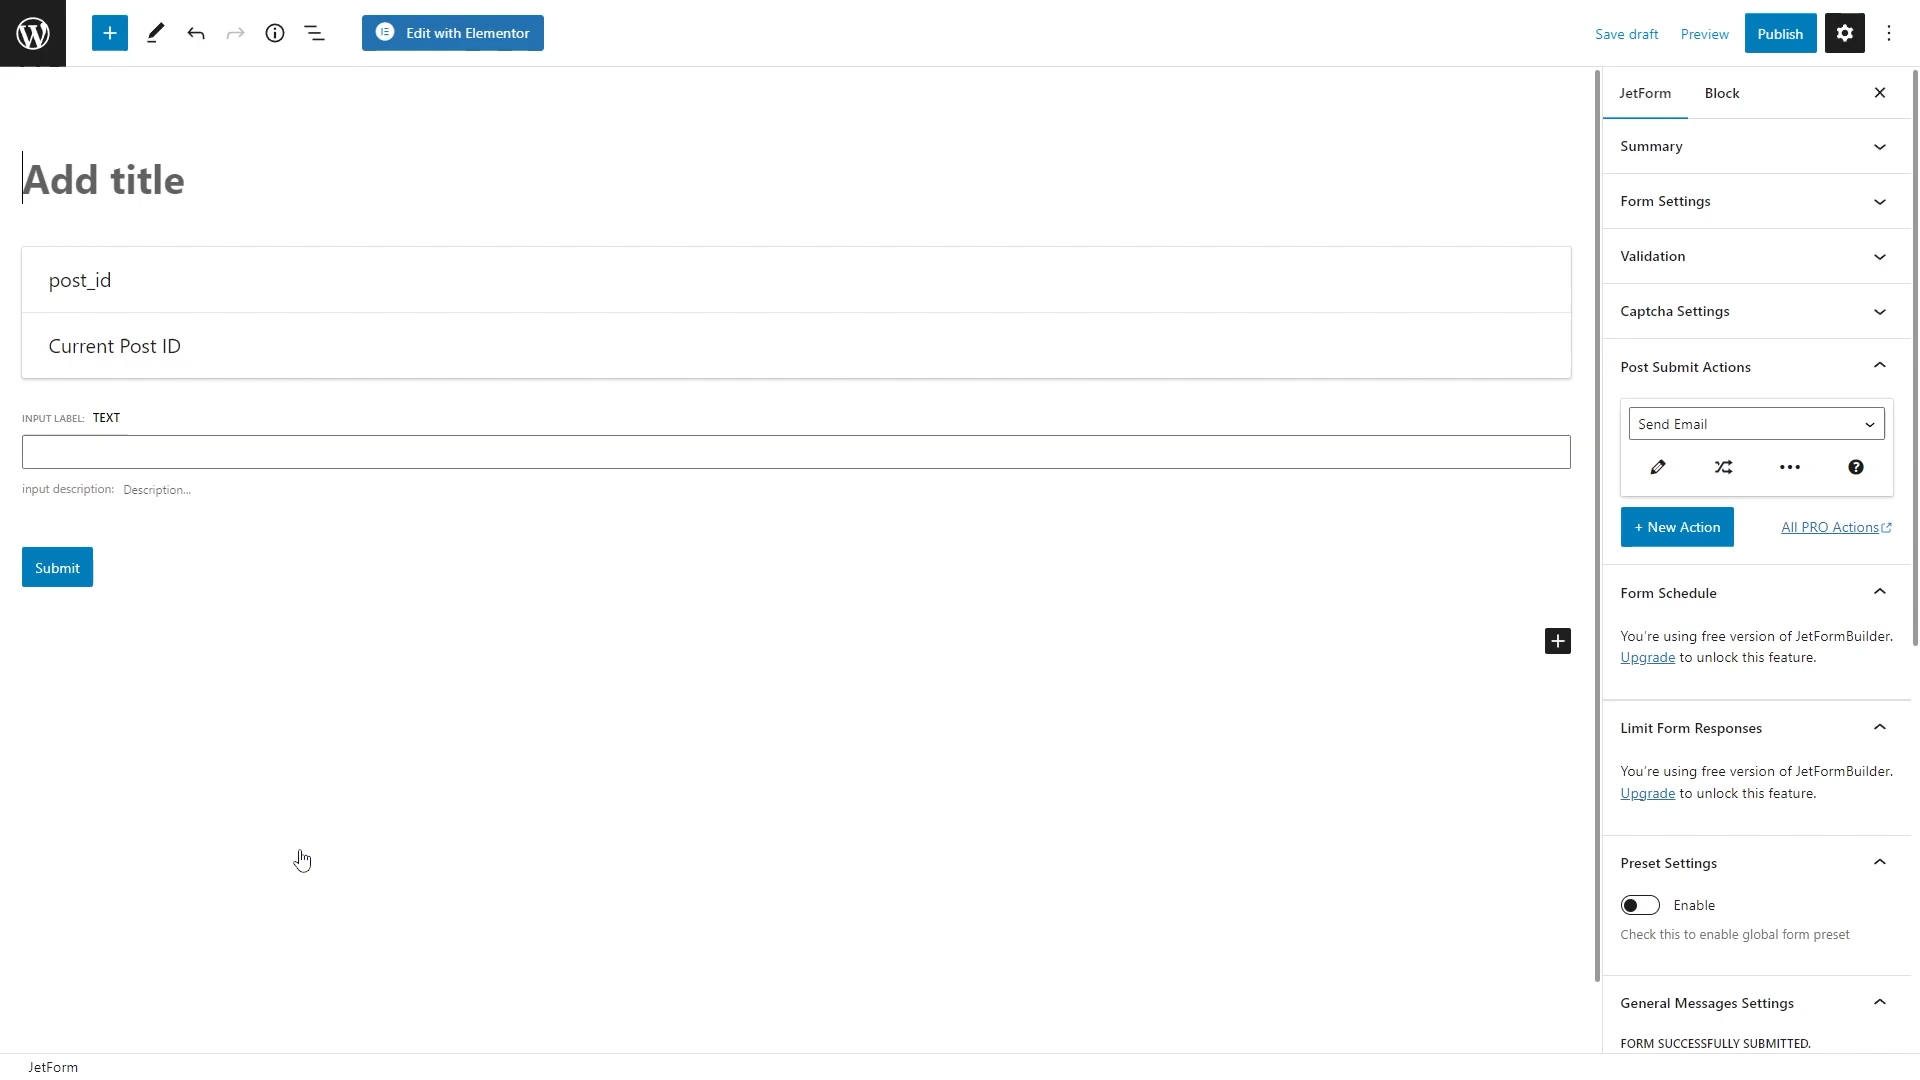 + Edit with Elementor Save draft Preview Publish
JetForm Block
Summary
Form Settings
Validation
Captcha Settings
Post Submit Actions
Send Email
+ New Action All PRO Actions
Form Schedule
You're using free version of JetFormBuilder.
Upgrade to unlock this feature.
Limit Form Responses
You're using free version of JetFormBuilder.
Upgrade to unlock this feature.
Preset Settings
Enable
Check this to enable global form preset
General Messages Settings
FORM SUCCESSFULLY SUBMITTED.
Add title
post_id
Current Post ID
INPUT LABEL: TEXT
input description: Description...
Submit
JetForm